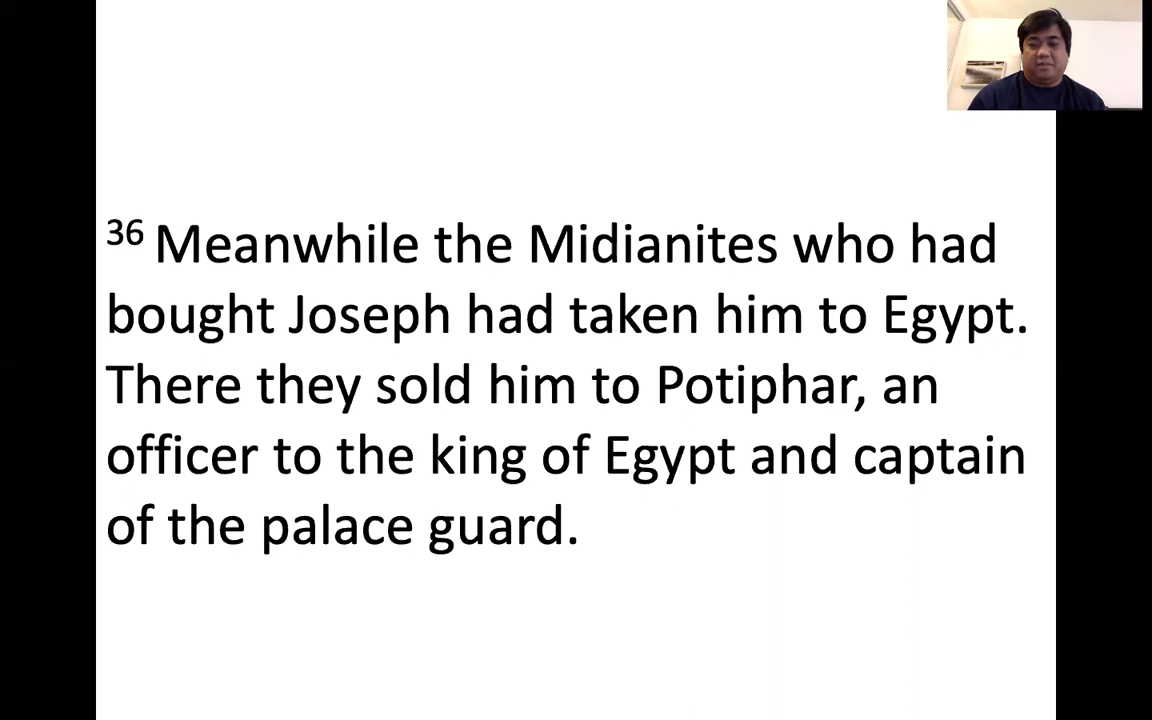 36 Meanwhile the Midianites who had
bought Joseph had taken him to Egypt.
There they sold him to Potiphar, an
officer to the king of Egypt and captain
of the palace guard.